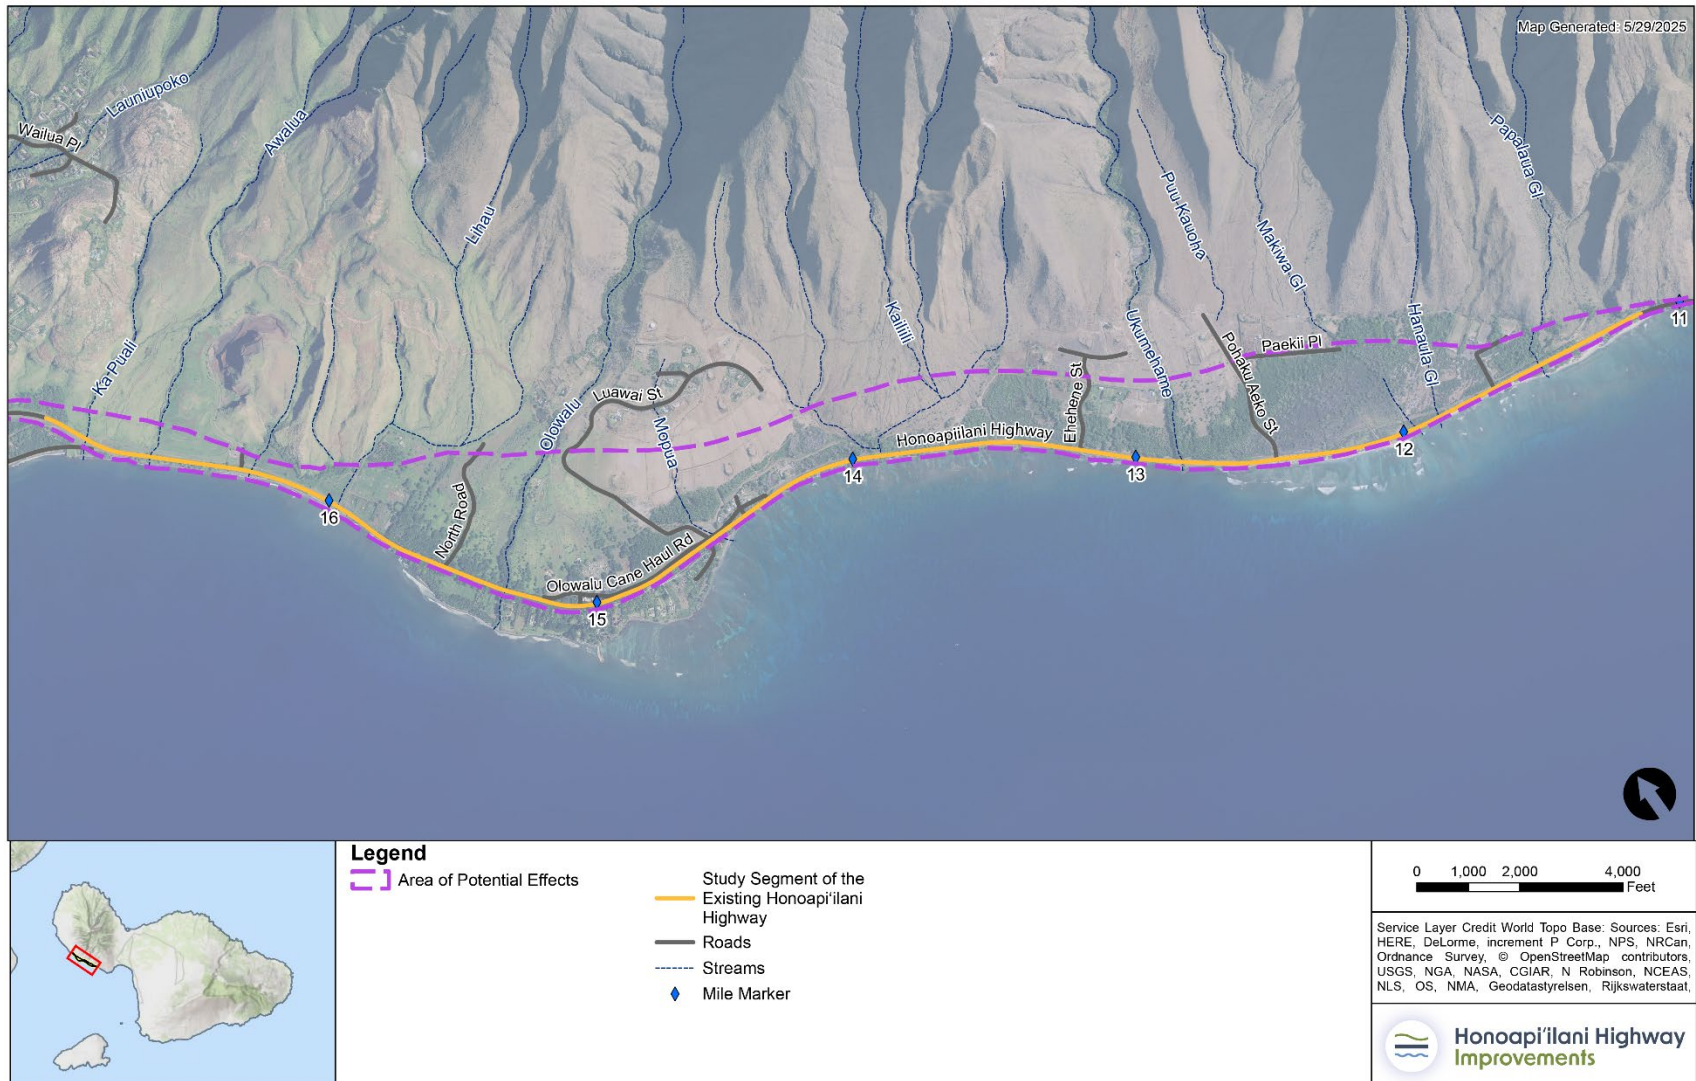 Map Generated: 5/29/2025
Launiupoko
Wailua Pl
Awalua
Lihau
Ka Puali
Olowalu
Luawai St
Mopua
Kailiili
Ukumehame
Puu Kauoha
Makiwa Gl
Papalaua Gl
Hanaula Gl
Pohaku Aeko St
Paekii Pl
Ehehene St
Honoapiilani Highway
North Road
Olowalu Cane Haul Rd
11
12
13
14
15
16
Legend
Area of Potential Effects
Study Segment of the
Existing Honoapiʻilani
Highway
Roads
Streams
Mile Marker
0 1,000 2,000 4,000
Feet
Service Layer Credit World Topo Base: Sources: Esri,
HERE, DeLorme, increment P Corp., NPS, NRCan,
Ordnance Survey, © OpenStreetMap contributors,
USGS, NGA, NASA, CGIAR, N Robinson, NCEAS,
NLS, OS, NMA, Geodatastyrelsen, Rijkswaterstaat,
Honoapiʻilani Highway
Improvements